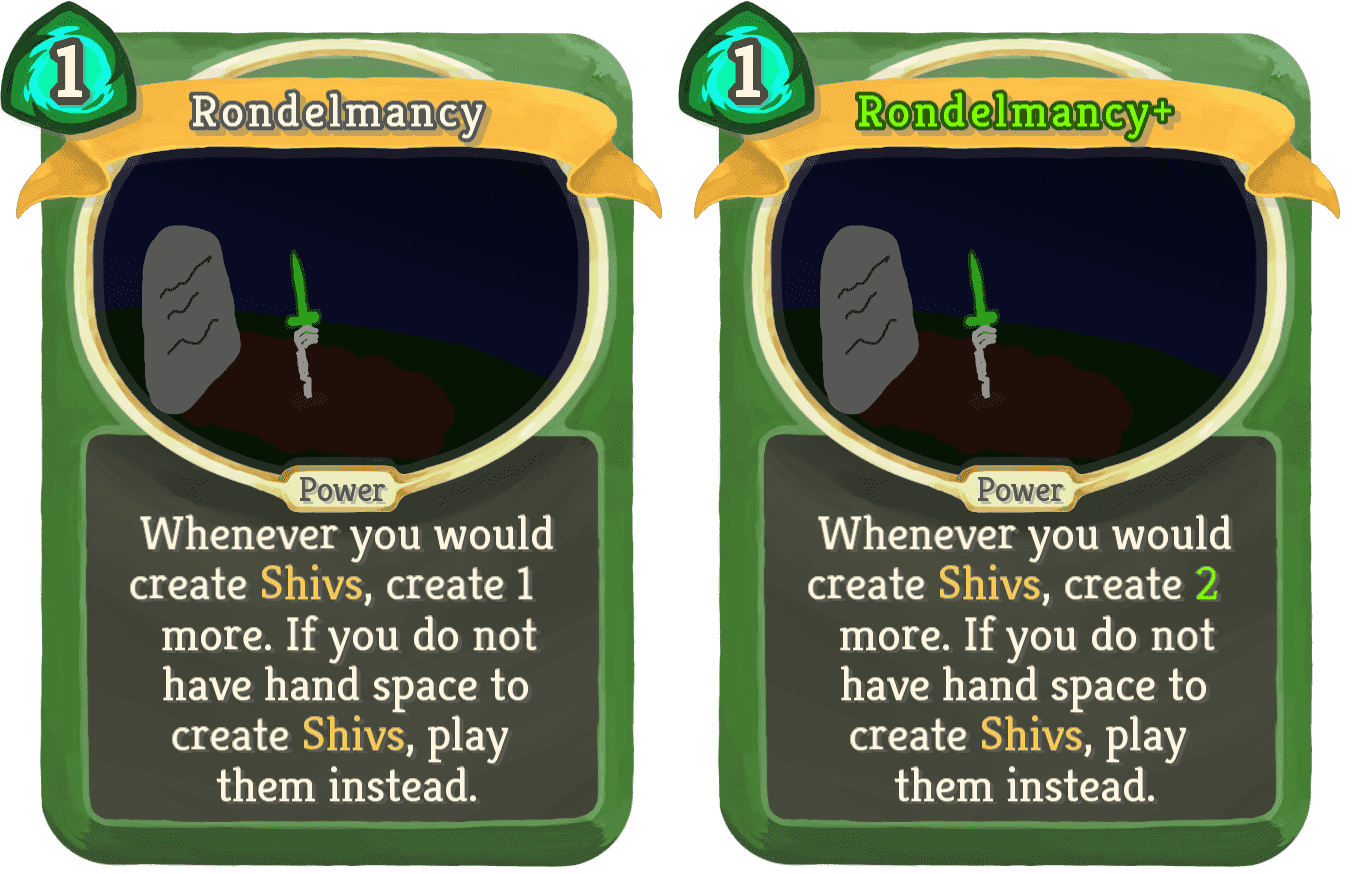 1
Rondelmancy
Power
Whenever you would
create Shivs, create 1
more. If you do not
have hand space to
create Shivs, play
them instead.
1
Rondelmancy+
Power
Whenever you would
create Shivs, create 2
more. If you do not
have hand space to
create Shivs, play
them instead.